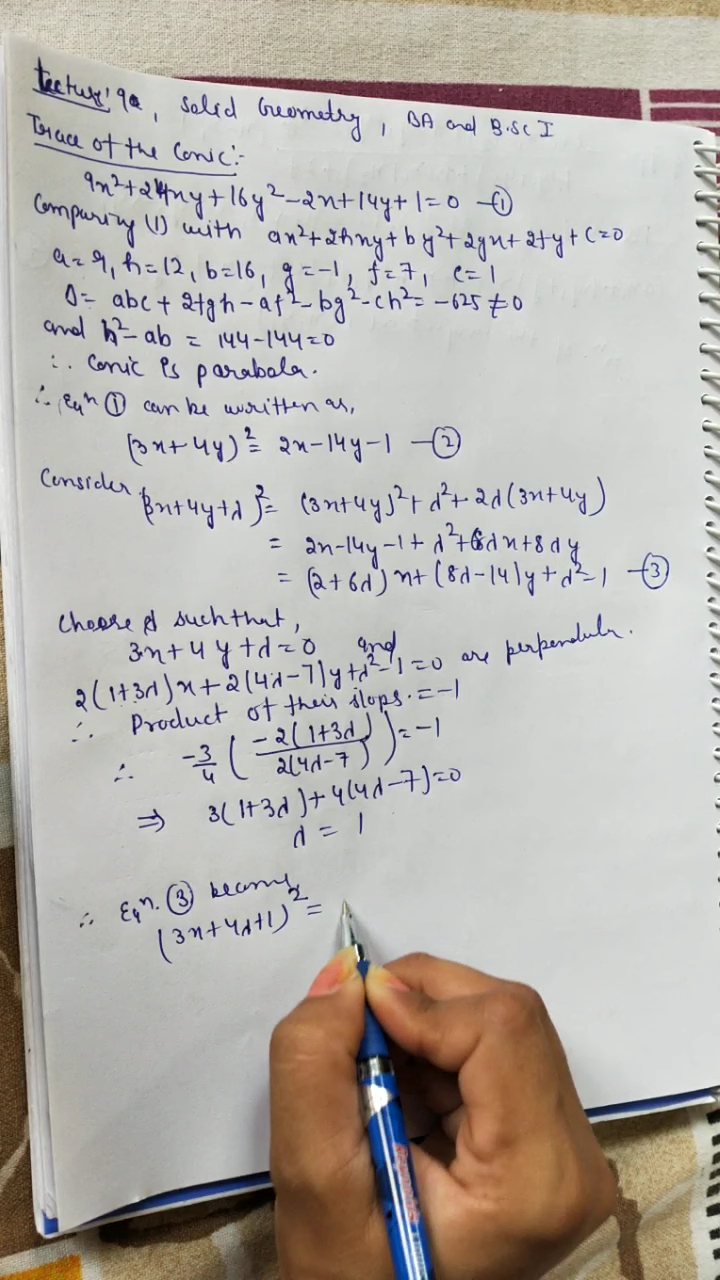 Lecture: 9a, Solid Geometry, BA and B.Sc I
Trace of the Conic:-
9x²+24xy+16y²-2x+14y+1=0 —①
Comparing (1) with ax²+2hxy+by²+2gx+2fy+c=0
a=9, h=12, b=16, g=-1, f=7, c=1
Δ= abc+2fgh-af²-bg²-ch²= -625≠0
and h²-ab = 144-144=0
∴ Conic is parabola.
∴ Eqⁿ ① can be written as,
(3x+4y)²= 2x-14y-1 —②
Consider,
(3x+4y+λ)²= (3x+4y)²+λ²+2λ(3x+4y)
= 2x-14y-1+λ²+6λx+8λy
= (2+6λ)x+(8λ-14)y+λ²-1 —③
Choose λ such that,
3x+4y+λ=0 and
2(1+3λ)x+2(4λ-7)y+λ²-1=0 are perpendulr.
∴ Product of their slops.=-1
∴ -3/4 ( -2(1+3λ) / 2(4λ-7) )=-1
⇒ 3(1+3λ)+4(4λ-7)=0
λ = 1
∴ Eqⁿ. ③ becoms
(3x+4λ+1)² =